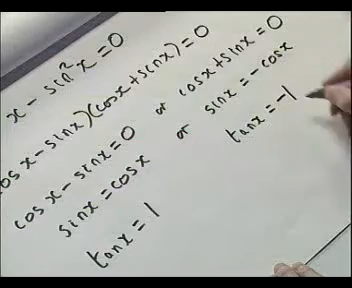 x - sin²x = 0
cos x - sinx)(cosx + sinx) = 0
cosx - sinx = 0 or cosx + sinx = 0
sinx = cosx or sinx = -cosx
tanx = 1 tanx = -1